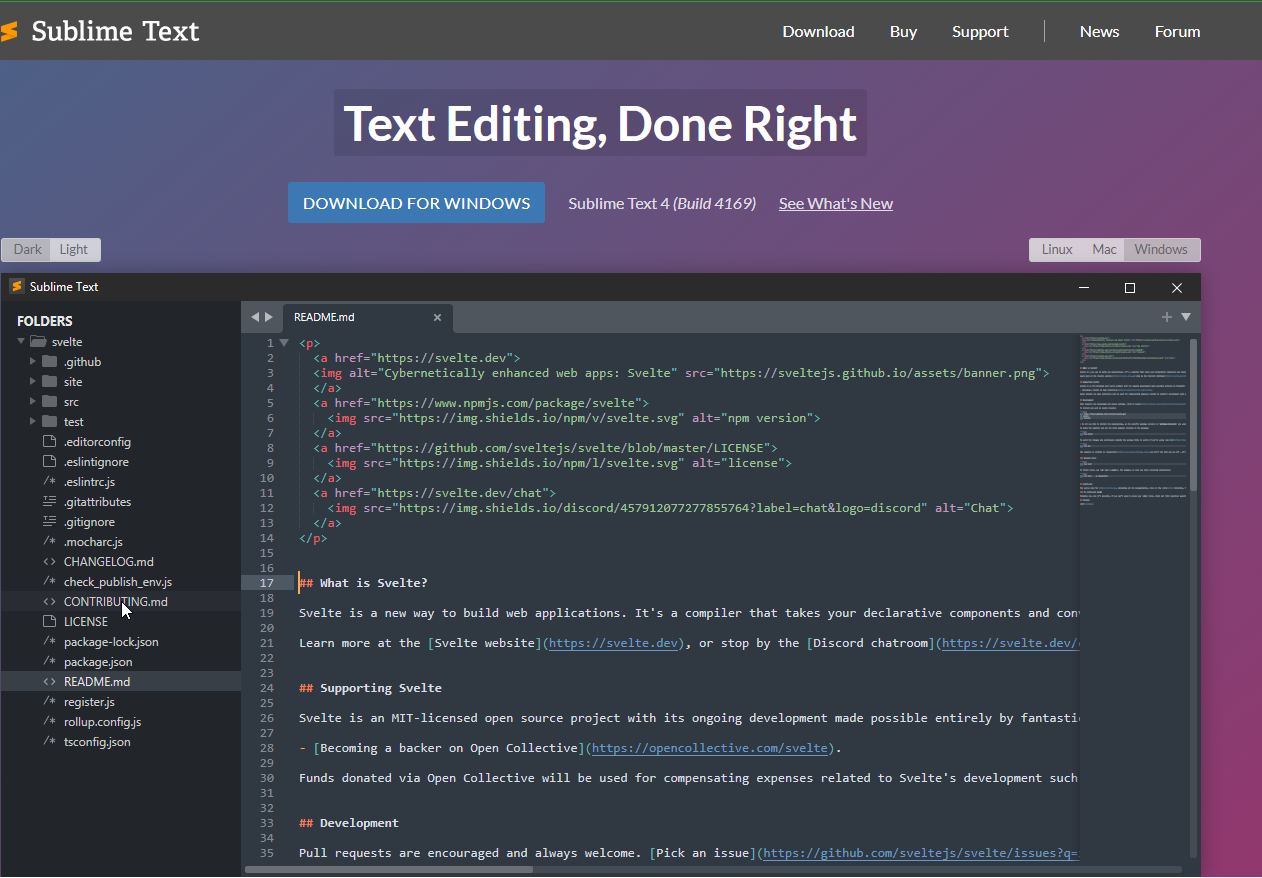 Sublime Text
Download Buy Support News Forum
Text Editing, Done Right
DOWNLOAD FOR WINDOWS Sublime Text 4 (Build 4169) See What's New
Dark Light
Linux Mac Windows
Sublime Text
FOLDERS
svelte
.github
site
src
test
.editorconfig
.eslintignore
/* .eslintrc.js
.gitattributes
.gitignore
/* .mocharc.js
<> CHANGELOG.md
/* check_publish_env.js
<> CONTRIBUTING.md
LICENSE
/* package-lock.json
/* package.json
<> README.md
/* register.js
/* rollup.config.js
/* tsconfig.json
README.md
1 <p>
2 <a href="https://svelte.dev">
3 <img alt="Cybernetically enhanced web apps: Svelte" src="https://sveltejs.github.io/assets/banner.png">
4 </a>
5 <a href="https://www.npmjs.com/package/svelte">
6 <img src="https://img.shields.io/npm/v/svelte.svg" alt="npm version">
7 </a>
8 <a href="https://github.com/sveltejs/svelte/blob/master/LICENSE">
9 <img src="https://img.shields.io/npm/l/svelte.svg" alt="license">
10 </a>
11 <a href="https://svelte.dev/chat">
12 <img src="https://img.shields.io/discord/457912077277855764?label=chat&logo=discord" alt="Chat">
13 </a>
14 </p>
15
16
17 ## What is Svelte?
18
19 Svelte is a new way to build web applications. It's a compiler that takes your declarative components and con
20
21 Learn more at the [Svelte website](https://svelte.dev), or stop by the [Discord chatroom](https://svelte.dev/
22
23
24 ## Supporting Svelte
25
26 Svelte is an MIT-licensed open source project with its ongoing development made possible entirely by fantasti
27
28 - [Becoming a backer on Open Collective](https://opencollective.com/svelte).
29
30 Funds donated via Open Collective will be used for compensating expenses related to Svelte's development such
31
32
33 ## Development
34
35 Pull requests are encouraged and always welcome. [Pick an issue](https://github.com/sveltejs/svelte/issues?q=